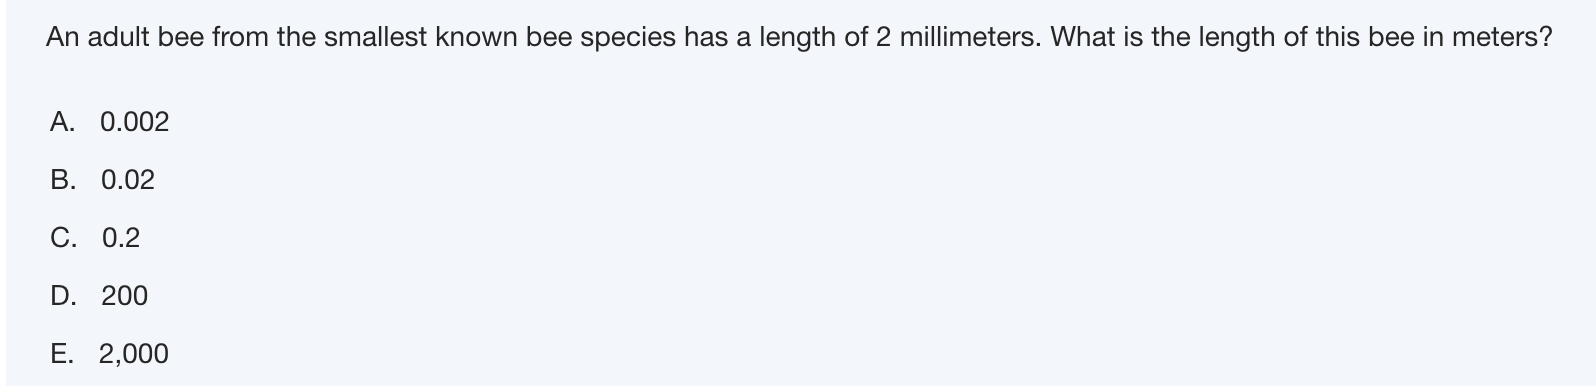 An adult bee from the smallest known bee species has a length of 2 millimeters. What is the length of this bee in meters?
A. 0.002
B. 0.02
C. 0.2
D. 200
E. 2,000